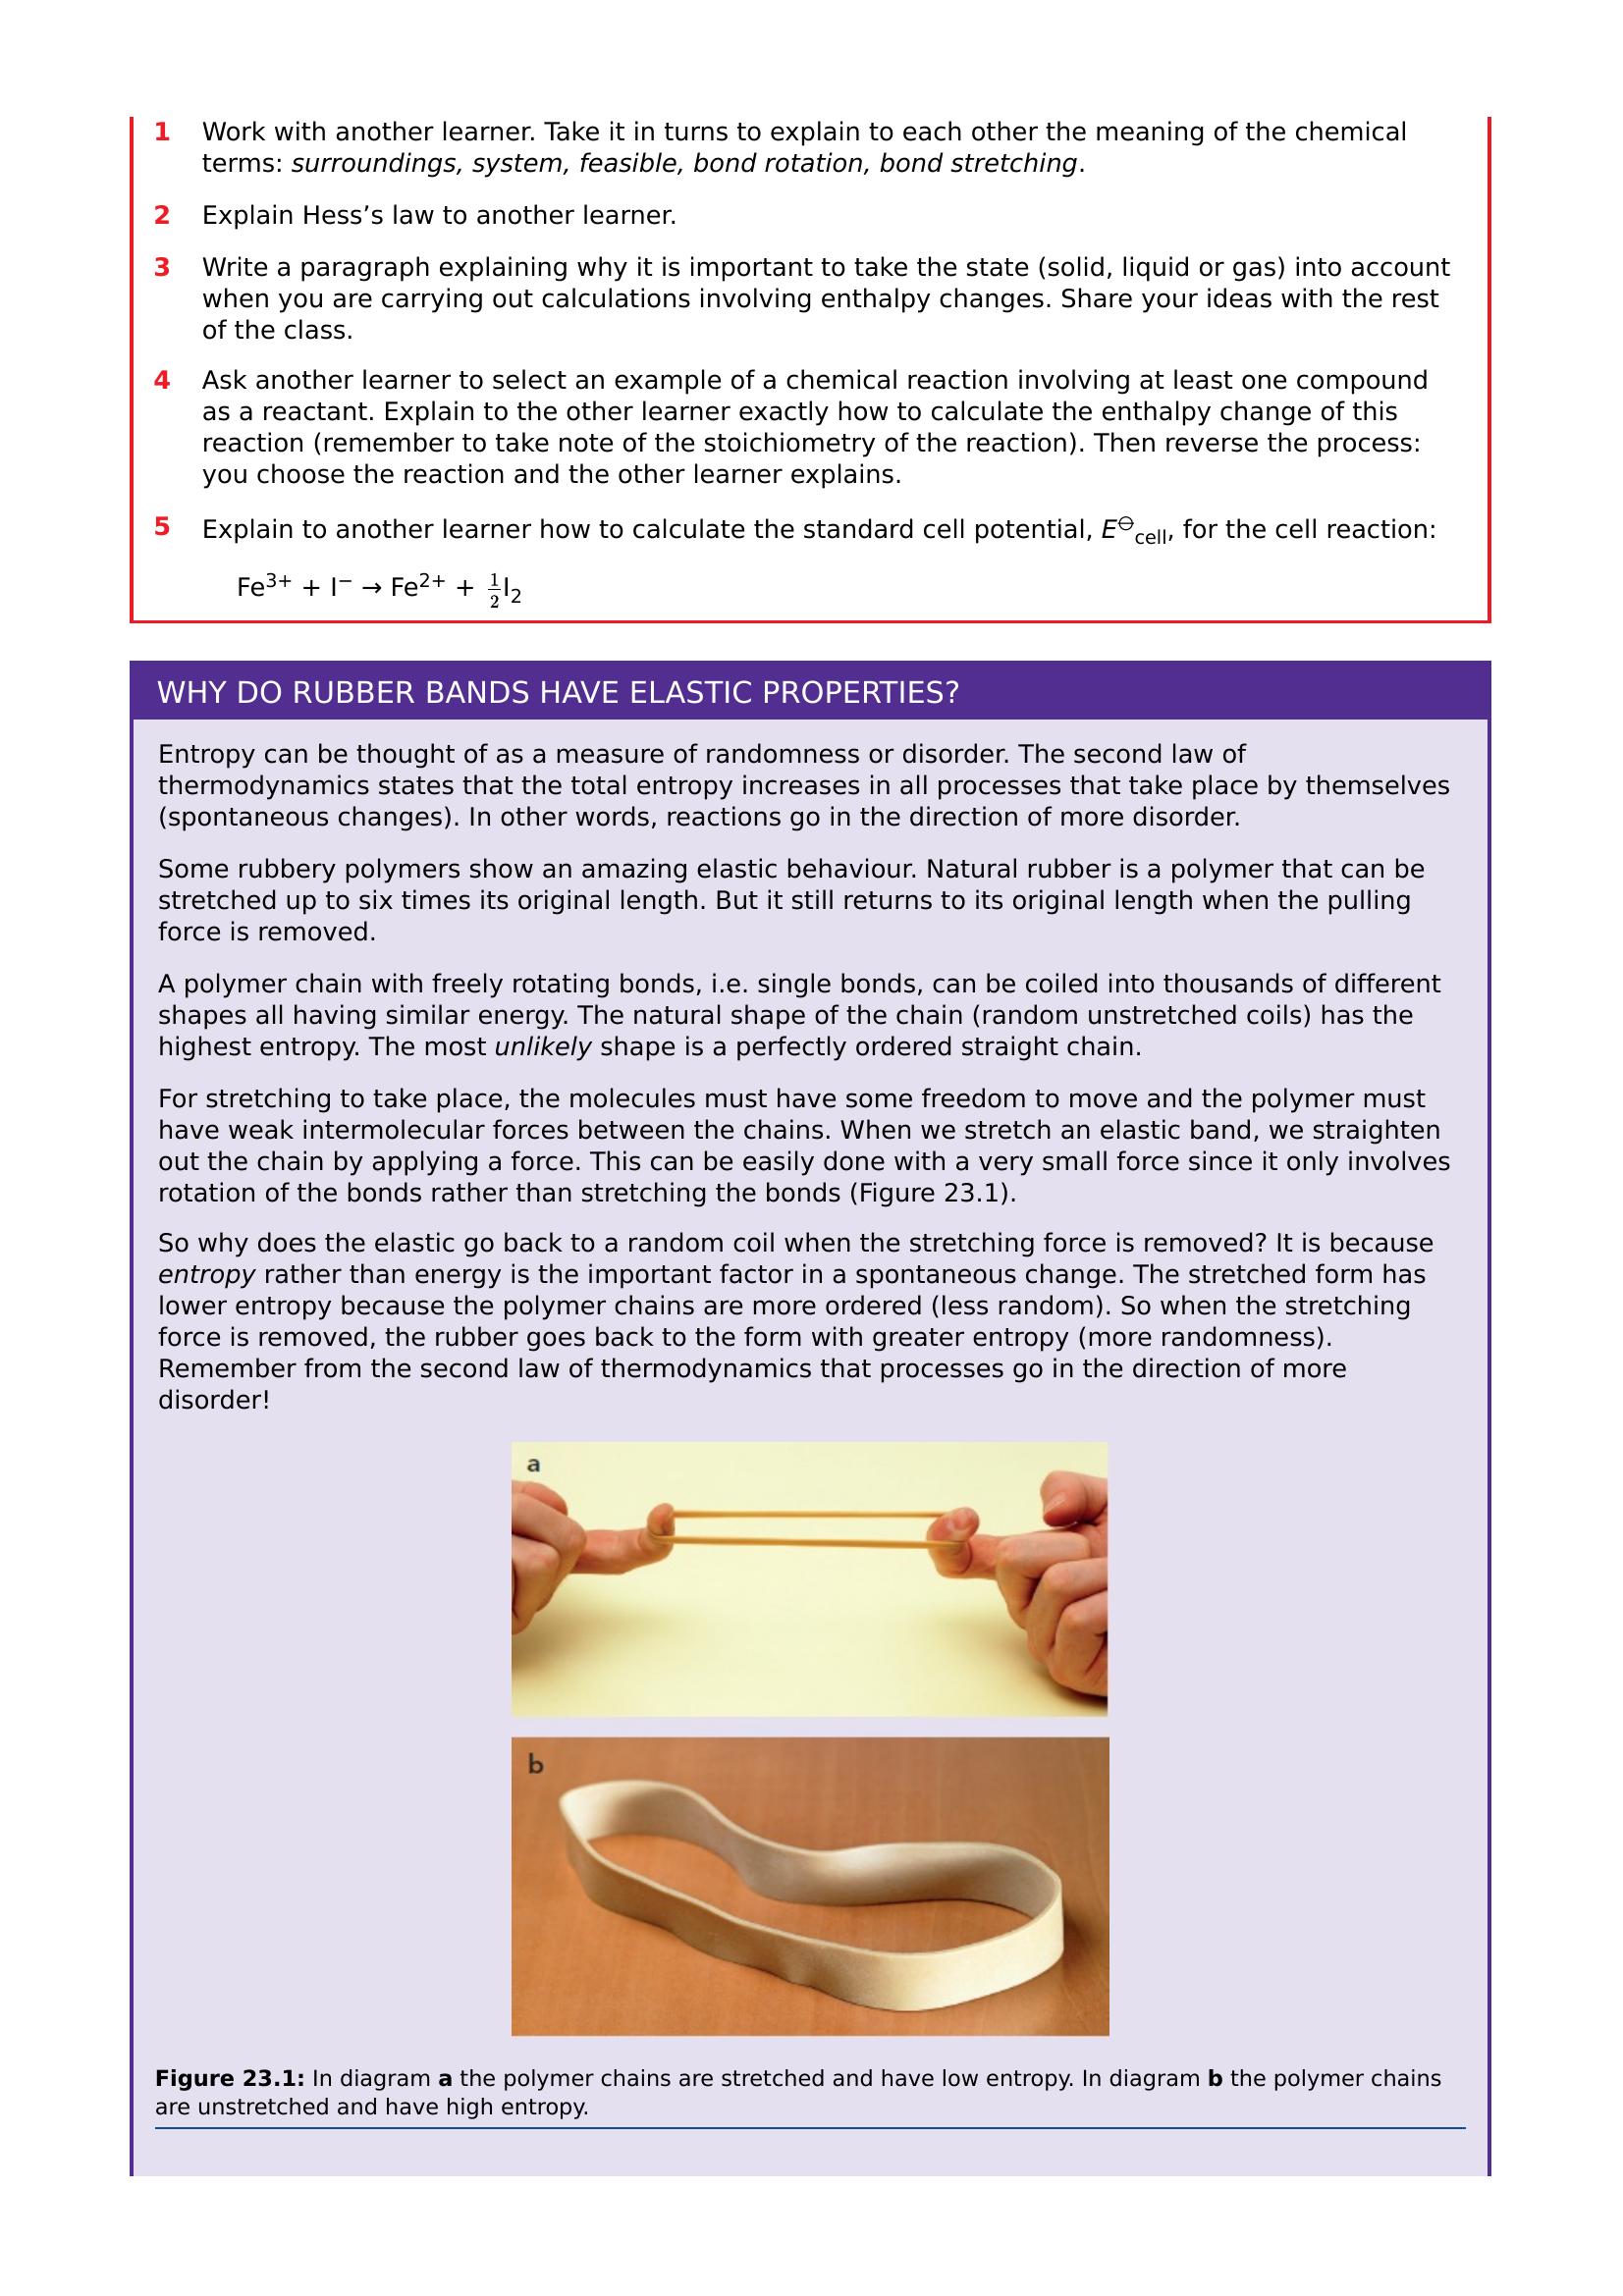 1 Work with another learner. Take it in turns to explain to each other the meaning of the chemical
terms: surroundings, system, feasible, bond rotation, bond stretching.
2 Explain Hess’s law to another learner.
3 Write a paragraph explaining why it is important to take the state (solid, liquid or gas) into account
when you are carrying out calculations involving enthalpy changes. Share your ideas with the rest
of the class.
4 Ask another learner to select an example of a chemical reaction involving at least one compound
as a reactant. Explain to the other learner exactly how to calculate the enthalpy change of this
reaction (remember to take note of the stoichiometry of the reaction). Then reverse the process:
you choose the reaction and the other learner explains.
5 Explain to another learner how to calculate the standard cell potential, E⦵cell, for the cell reaction:
Fe³⁺ + I⁻ → Fe²⁺ + ½I₂
WHY DO RUBBER BANDS HAVE ELASTIC PROPERTIES?
Entropy can be thought of as a measure of randomness or disorder. The second law of
thermodynamics states that the total entropy increases in all processes that take place by themselves
(spontaneous changes). In other words, reactions go in the direction of more disorder.
Some rubbery polymers show an amazing elastic behaviour. Natural rubber is a polymer that can be
stretched up to six times its original length. But it still returns to its original length when the pulling
force is removed.
A polymer chain with freely rotating bonds, i.e. single bonds, can be coiled into thousands of different
shapes all having similar energy. The natural shape of the chain (random unstretched coils) has the
highest entropy. The most unlikely shape is a perfectly ordered straight chain.
For stretching to take place, the molecules must have some freedom to move and the polymer must
have weak intermolecular forces between the chains. When we stretch an elastic band, we straighten
out the chain by applying a force. This can be easily done with a very small force since it only involves
rotation of the bonds rather than stretching the bonds (Figure 23.1).
So why does the elastic go back to a random coil when the stretching force is removed? It is because
entropy rather than energy is the important factor in a spontaneous change. The stretched form has
lower entropy because the polymer chains are more ordered (less random). So when the stretching
force is removed, the rubber goes back to the form with greater entropy (more randomness).
Remember from the second law of thermodynamics that processes go in the direction of more
disorder!
a
b
Figure 23.1: In diagram a the polymer chains are stretched and have low entropy. In diagram b the polymer chains
are unstretched and have high entropy.